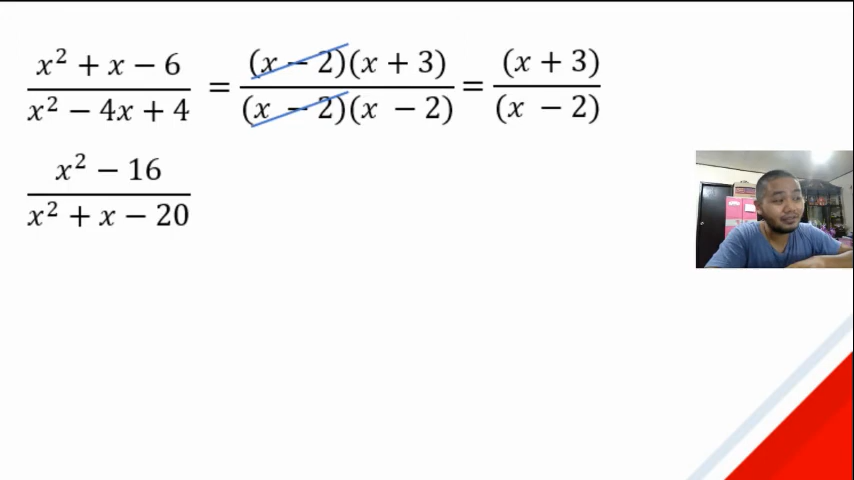 x² + x − 6 / x² − 4x + 4 = (x − 2)(x + 3) / (x − 2)(x − 2) = (x + 3) / (x − 2)
x² − 16 / x² + x − 20